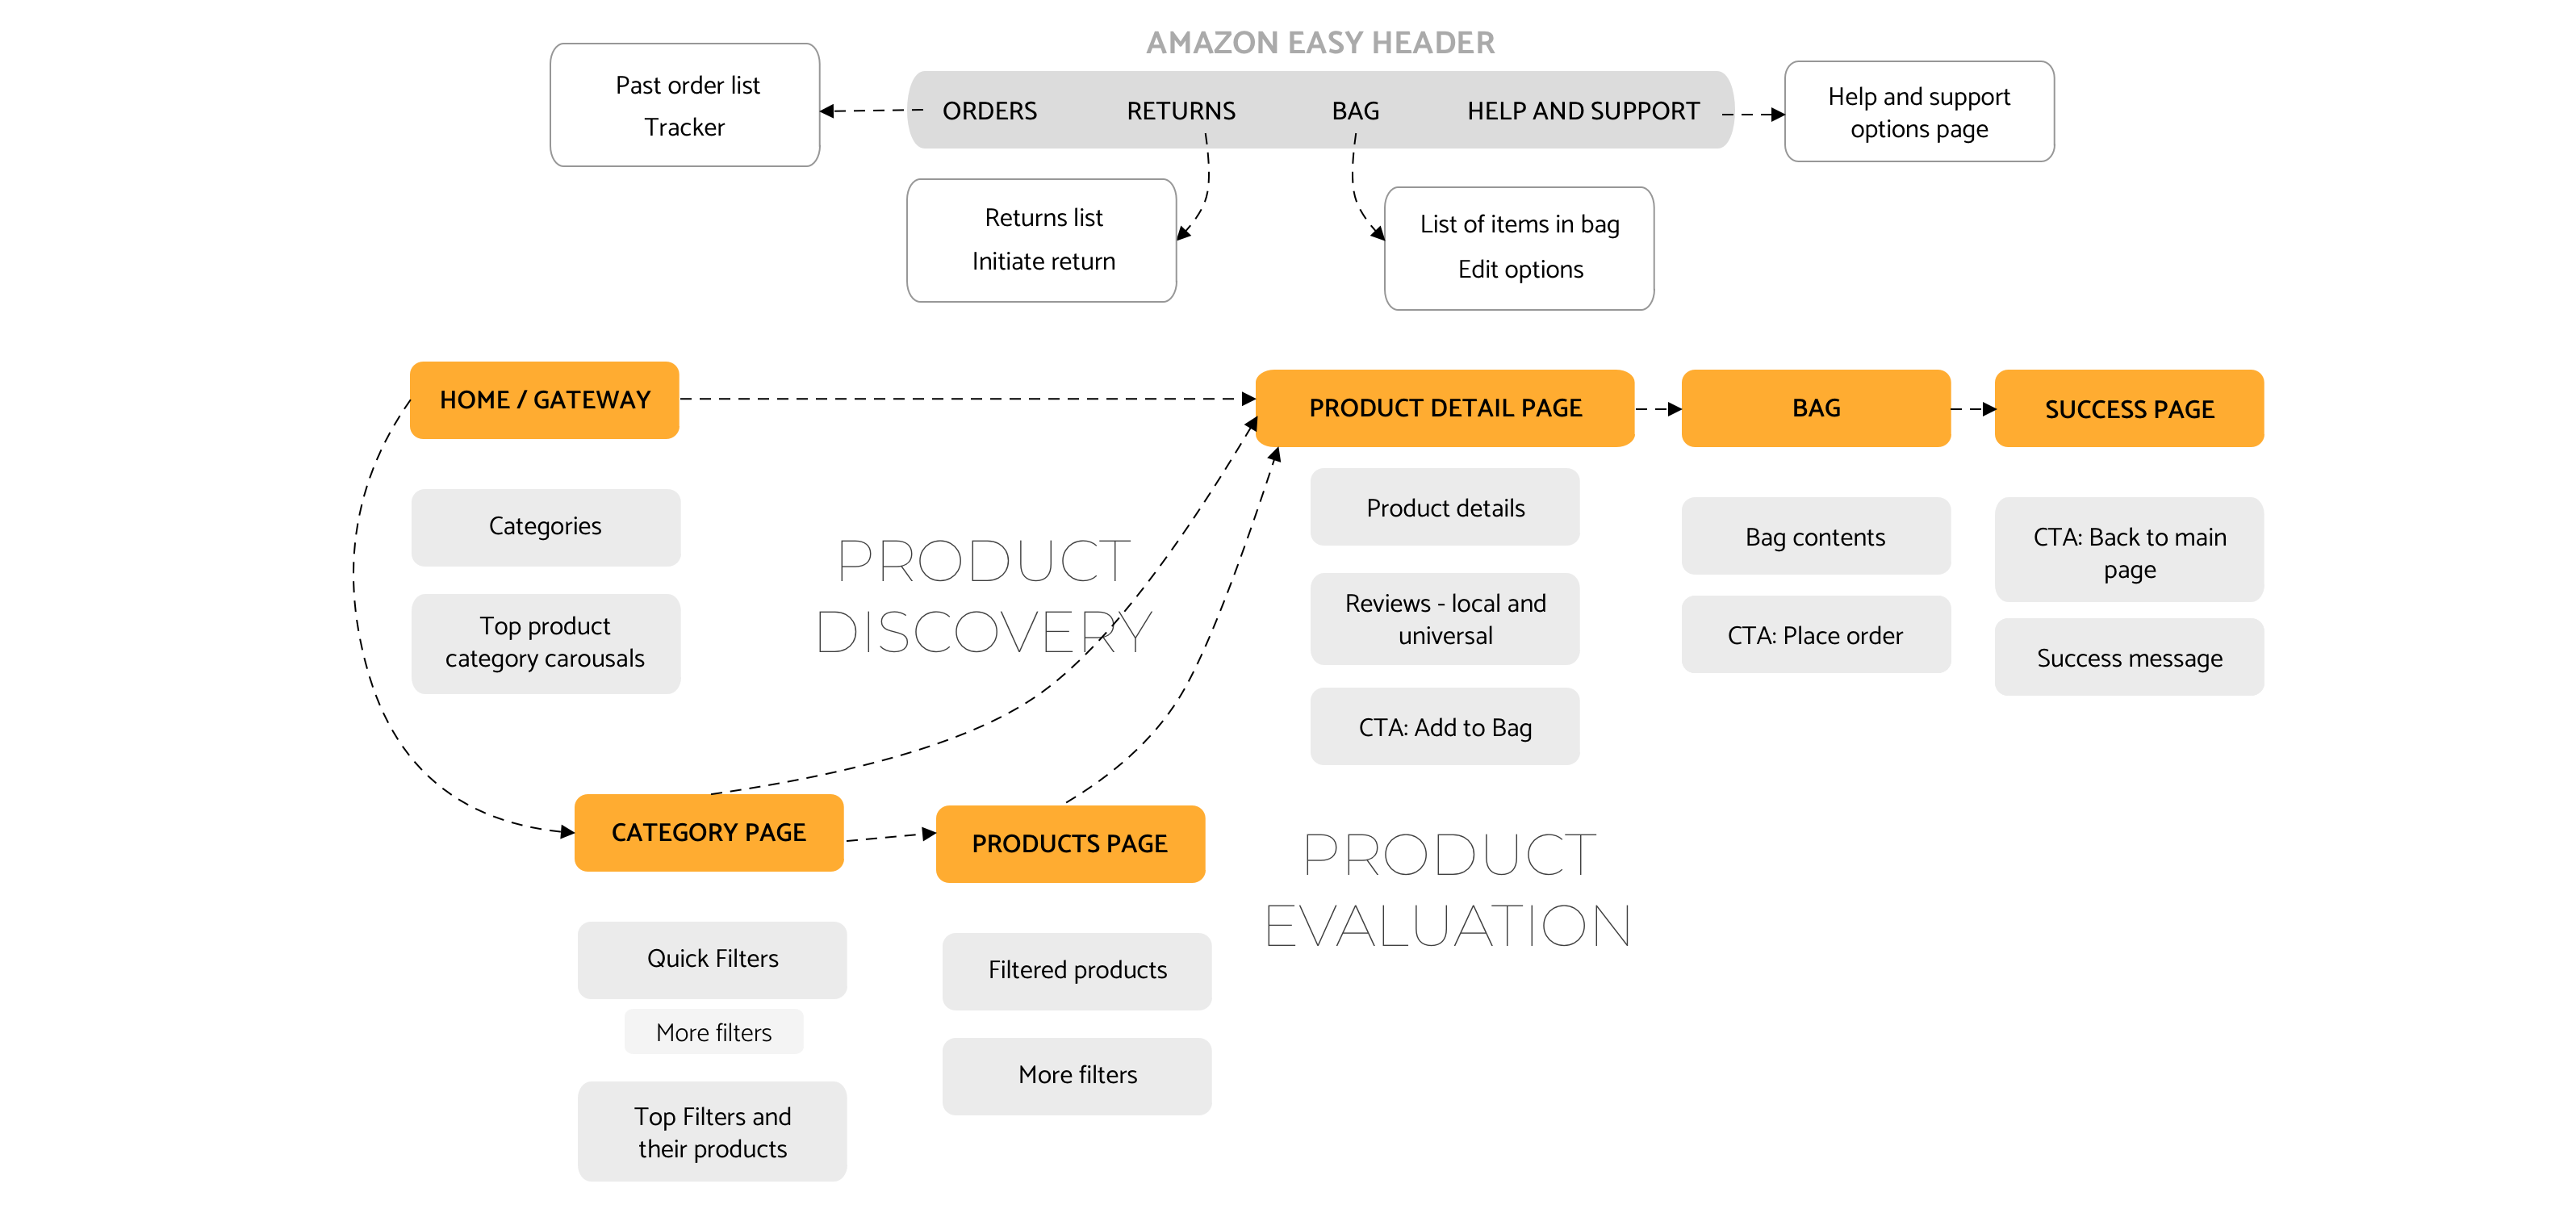 AMAZON EASY HEADER
Past order list
Tracker
ORDERS
RETURNS
BAG
HELP AND SUPPORT
Help and support
options page
Returns list
Initiate return
List of items in bag
Edit options
HOME / GATEWAY
Categories
Top product
category carousals
PRODUCT
DISCOVERY
CATEGORY PAGE
Quick Filters
More filters
Top Filters and
their products
PRODUCTS PAGE
Filtered products
More filters
PRODUCT DETAIL PAGE
Product details
Reviews - local and
universal
CTA: Add to Bag
PRODUCT
EVALUATION
BAG
Bag contents
CTA: Place order
SUCCESS PAGE
CTA: Back to main
page
Success message